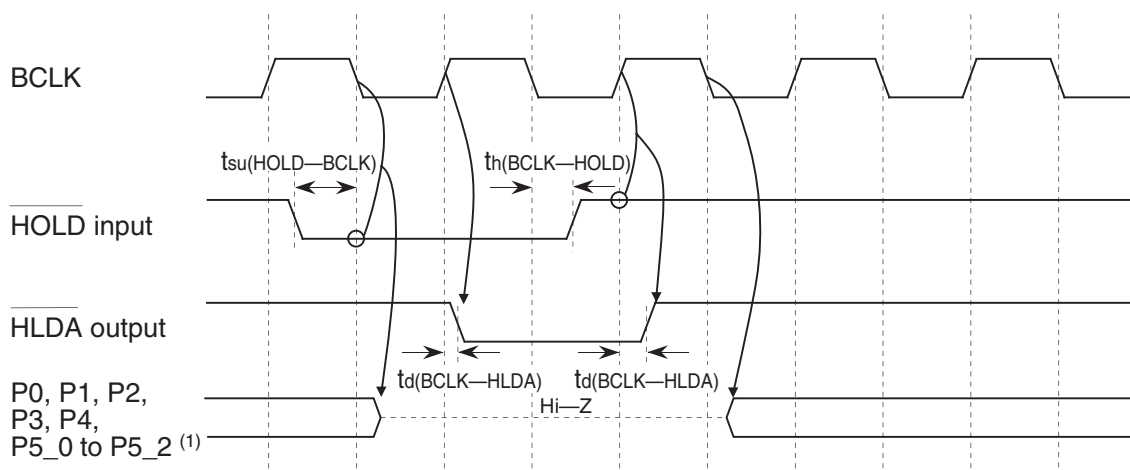 BCLK
tsu(HOLD—BCLK)
th(BCLK—HOLD)
HOLD input
HLDA output
td(BCLK—HLDA)
td(BCLK—HLDA)
Hi—Z
P0, P1, P2,
P3, P4,
P5_0 to P5_2 (1)